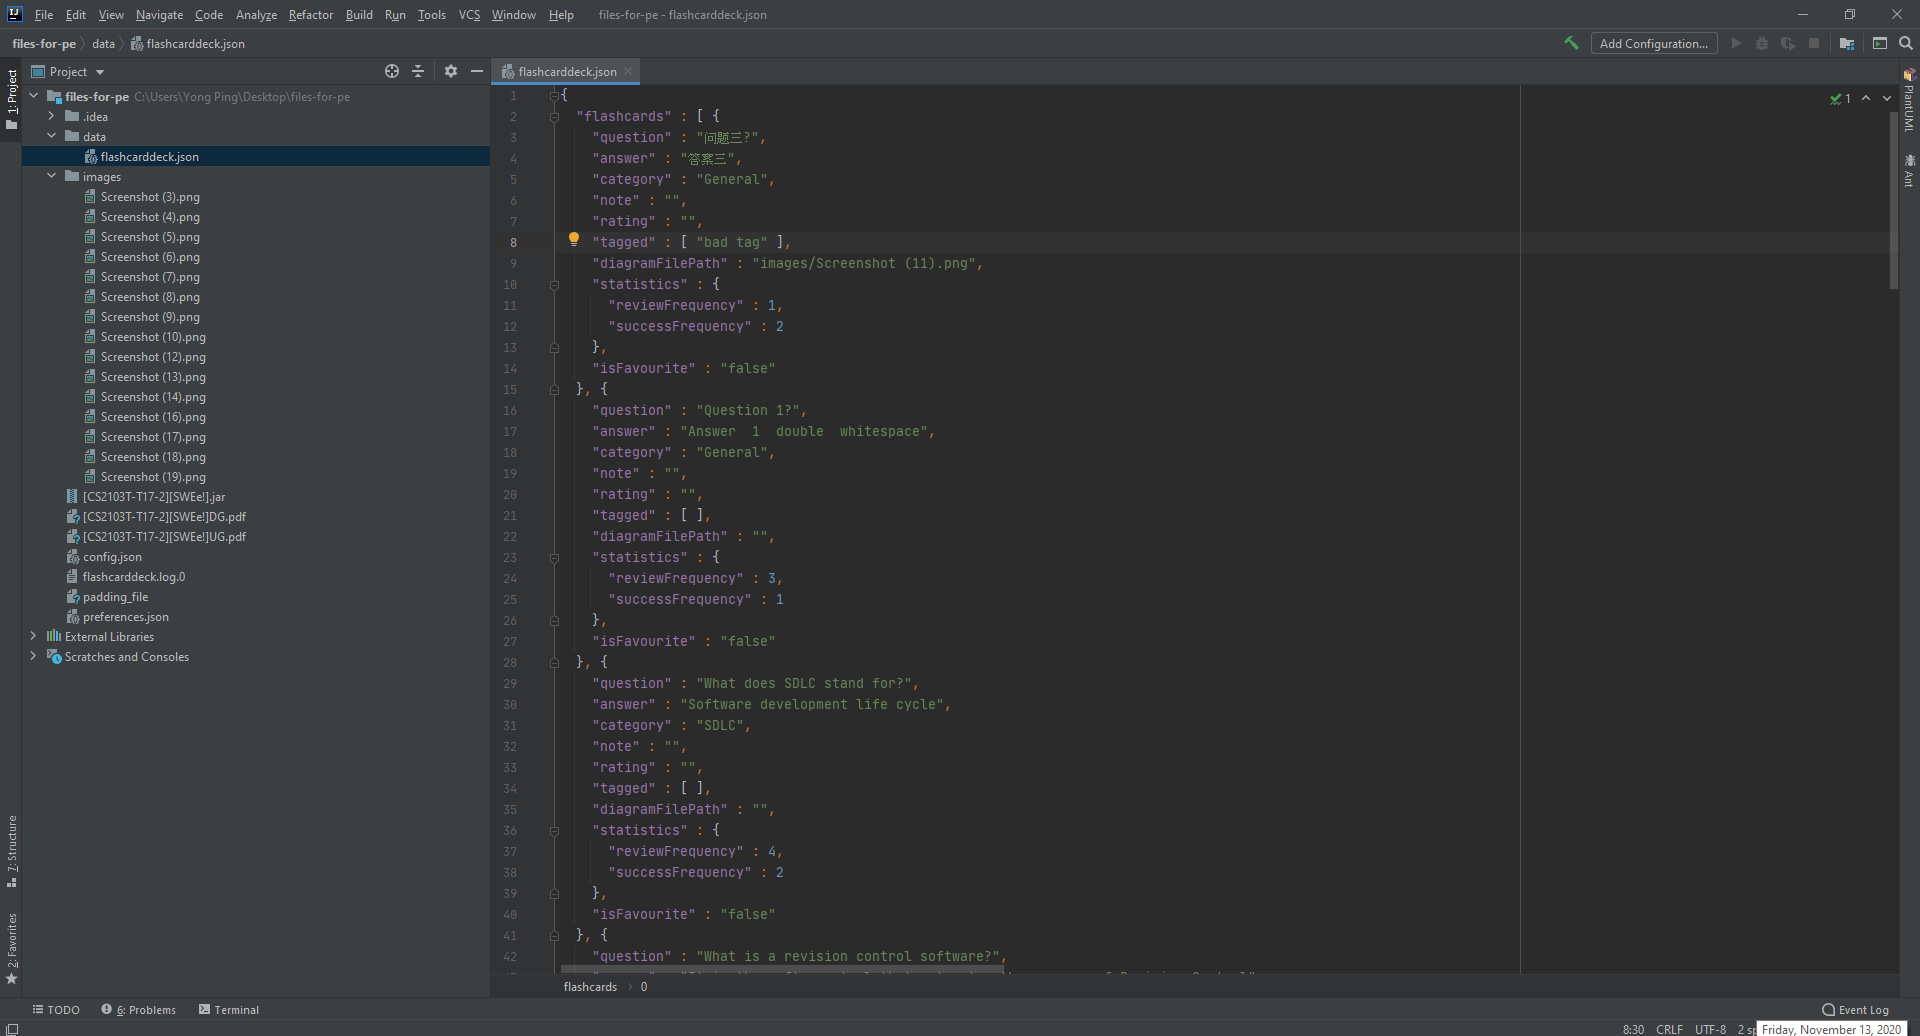 File Edit View Navigate Code Analyze Refactor Build Run Tools VCS Window Help files-for-pe - flashcarddeck.json
files-for-pe data flashcarddeck.json Add Configuration...
Project flashcarddeck.json
1: Project
files-for-pe C:\Users\Yong Ping\Desktop\files-for-pe
.idea
data
flashcarddeck.json
images
Screenshot (3).png
Screenshot (4).png
Screenshot (5).png
Screenshot (6).png
Screenshot (7).png
Screenshot (8).png
Screenshot (9).png
Screenshot (10).png
Screenshot (12).png
Screenshot (13).png
Screenshot (14).png
Screenshot (16).png
Screenshot (17).png
Screenshot (18).png
Screenshot (19).png
[CS2103T-T17-2][SWEe!].jar
[CS2103T-T17-2][SWEe!]DG.pdf
[CS2103T-T17-2][SWEe!]UG.pdf
config.json
flashcarddeck.log.0
padding_file
preferences.json
External Libraries
Scratches and Consoles
7: Structure
2: Favorites
1 {
2 "flashcards" : [ {
3 "question" : "问题三?",
4 "answer" : "答案三",
5 "category" : "General",
6 "note" : "",
7 "rating" : "",
8 "tagged" : [ "bad tag" ],
9 "diagramFilePath" : "images/Screenshot (11).png",
10 "statistics" : {
11 "reviewFrequency" : 1,
12 "successFrequency" : 2
13 },
14 "isFavourite" : "false"
15 }, {
16 "question" : "Question 1?",
17 "answer" : "Answer  1  double  whitespace",
18 "category" : "General",
19 "note" : "",
20 "rating" : "",
21 "tagged" : [ ],
22 "diagramFilePath" : "",
23 "statistics" : {
24 "reviewFrequency" : 3,
25 "successFrequency" : 1
26 },
27 "isFavourite" : "false"
28 }, {
29 "question" : "What does SDLC stand for?",
30 "answer" : "Software development life cycle",
31 "category" : "SDLC",
32 "note" : "",
33 "rating" : "",
34 "tagged" : [ ],
35 "diagramFilePath" : "",
36 "statistics" : {
37 "reviewFrequency" : 4,
38 "successFrequency" : 2
39 },
40 "isFavourite" : "false"
41 }, {
42 "question" : "What is a revision control software?",
1
PlantUML
Ant
flashcards 0
TODO 6: Problems Terminal Event Log
8:30 CRLF UTF-8 2 sp
Friday, November 13, 2020